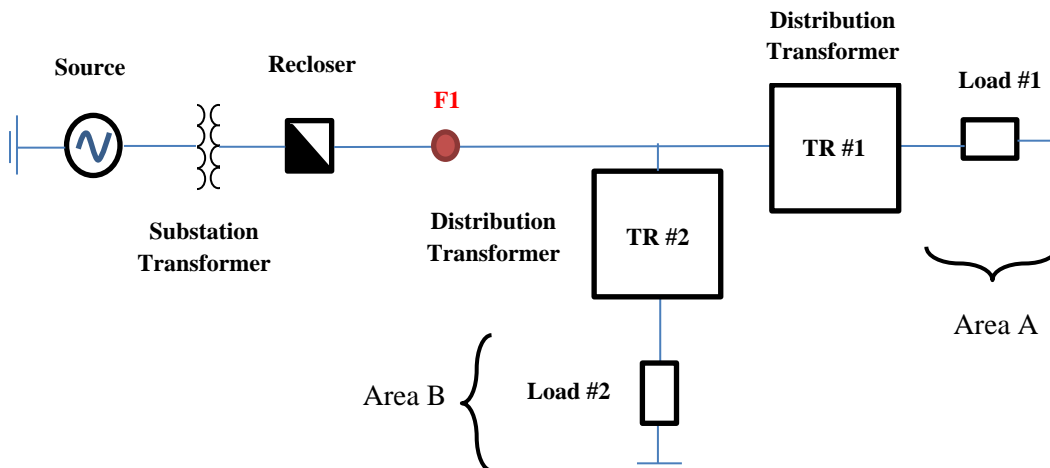 Distribution
Transformer
Source
Recloser
Load #1
F1
TR #1
Substation
Transformer
Distribution
Transformer
TR #2
Area A
Area B
Load #2